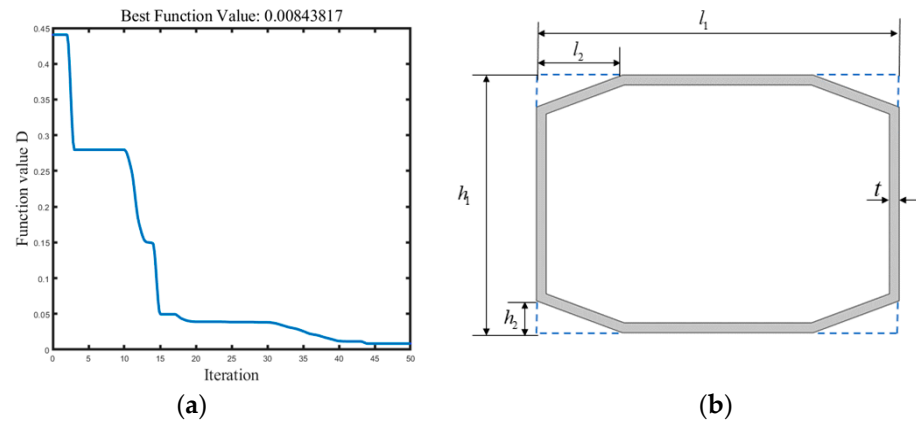 Best Function Value: 0.00843817
0.45
0.4
0.35
0.3
0.25
0.2
0.15
0.1
0.05
0
Function value D
0 5 10 15 20 25 30 35 40 45 50
Iteration
(a)
l₁
l₂
h₁
t
h₂
(b)